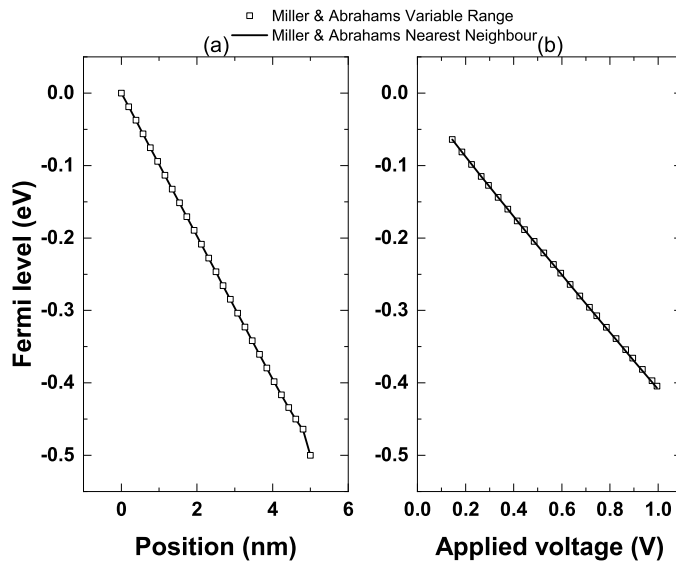 Miller & Abrahams Variable Range
Miller & Abrahams Nearest Neighbour
(a)
(b)
Fermi level (eV)
0.0
-0.1
-0.2
-0.3
-0.4
-0.5
0 2 4 6
Position (nm)
0.0
-0.1
-0.2
-0.3
-0.4
-0.5
0.0 0.2 0.4 0.6 0.8 1.0
Applied voltage (V)